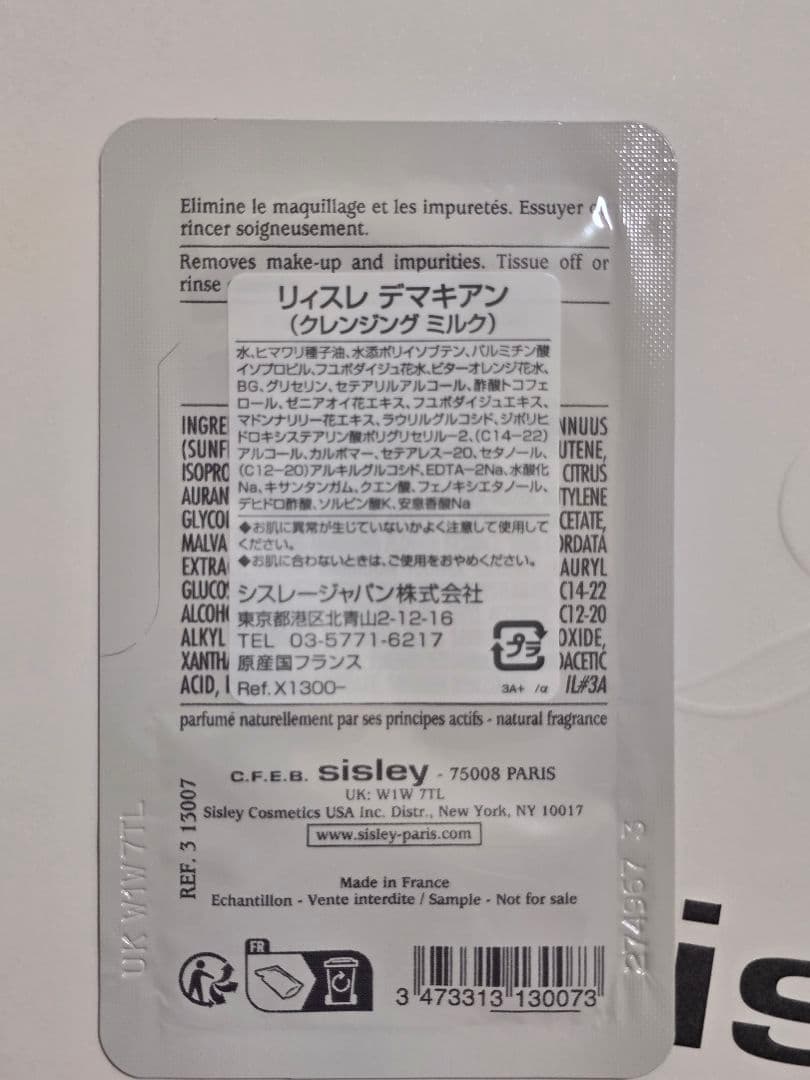 Elimine le maquillage et les impuretés. Essuyer
rincer soigneusement.
Removes make-up and impurities. Tissue off or
rinse
リィスレ デマキアン
(クレンジング ミルク)
水、ヒマワリ種子油、水添ポリイソブテン、パルミチン酸
イソプロピル、フユボダイジュ花水、ビターオレンジ花水、
BG、グリセリン、セテアリルアルコール、酢酸トコフェ
ロール、ゼニアオイ花エキス、フユボダイジュエキス、
マドンナリリー花エキス、ラウリルグルコシド、ジポリヒ
ドロキシステアリン酸ポリグリセリル-2、(C14-22)
アルコール、カルボマー、セテアレス-20、セタノール、
(C12-20)アルキルグルコシド、EDTA-2Na、水酸化
Na、キサンタンガム、クエン酸、フェノキシエタノール、
デヒドロ酢酸、ソルビン酸K、安息香酸Na
◆お肌に異常が生じていないかよく注意して使用して
ください。
◆お肌に合わないときは、ご使用をおやめください。
シスレージャパン株式会社
東京都港区北青山2-12-16
TEL 03-5771-6217
原産国フランス
Ref.X1300-
プラ
3A+ /α
INGRE NNUUS
(SUNF UTENE,
ISOPRO CITRUS
AURAN TYLENE
GLYCOL CETATE,
MALVA ORDATA
EXTRA AURYL
GLUCO C14-22
ALCOHO C12-20
ALKYL OXIDE,
XANTH DACETIC
ACID, IL#3A
parfumé naturellement par ses principes actifs - natural fragrance
C.F.E.B. sisley - 75008 PARIS
UK: W1W 7TL
Sisley Cosmetics USA Inc. Distr., New York, NY 10017
www.sisley-paris.com
REF. 3 13007
Made in France
Echantillon - Vente interdite / Sample - Not for sale
FR
3 473313 130073
UK W1W7TL
274967 3
is